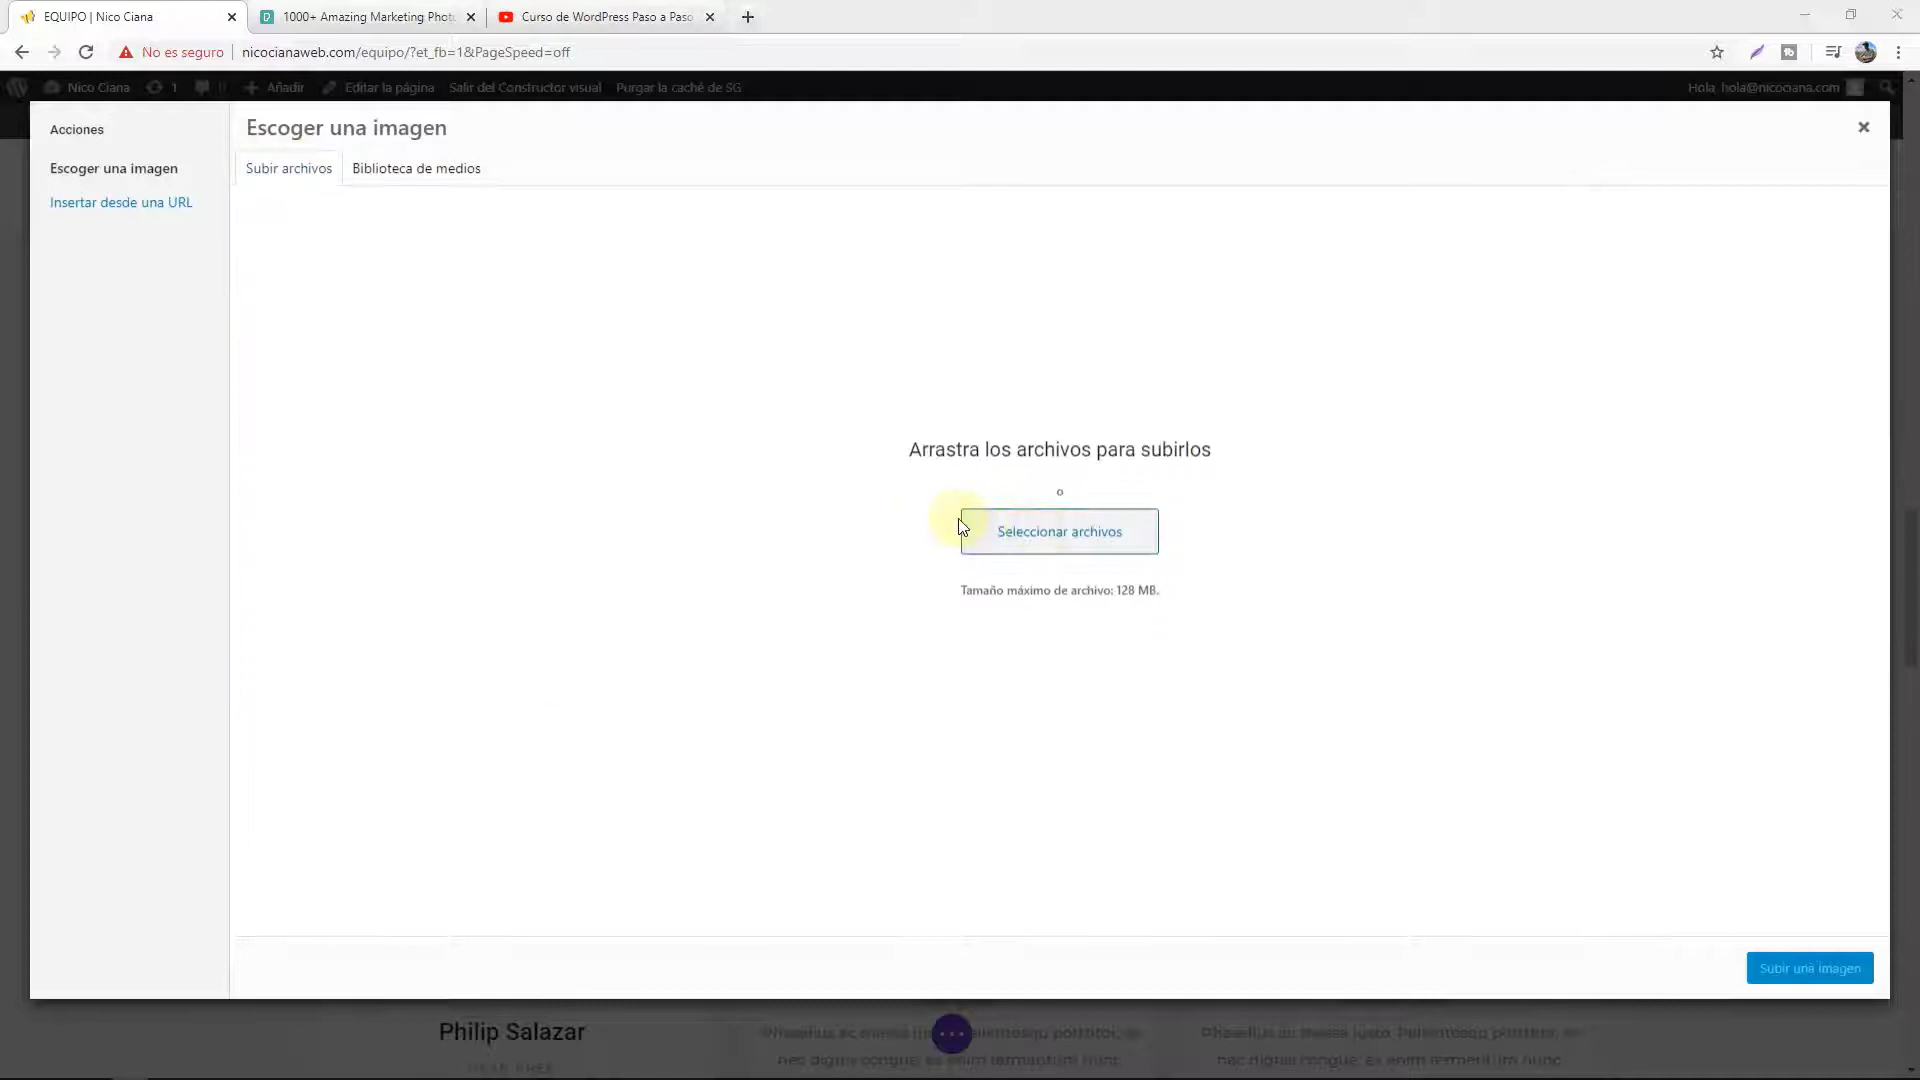 EQUIPO | Nico Ciana
1000+ Amazing Marketing Phot
Curso de WordPress Paso a Paso
No es seguro
nicocianaweb.com/equipo/?et_fb=1&PageSpeed=off
Nico Ciana
1
Añadir
Editar la página
Salir del Constructor visual
Purgar la caché de SG
Hola, hola@nicociana.com
Acciones
Escoger una imagen
Insertar desde una URL
Escoger una imagen
Subir archivos
Biblioteca de medios
Arrastra los archivos para subirlos
o
Seleccionar archivos
Tamaño máximo de archivo: 128 MB.
Subir una imagen
Philip Salazar